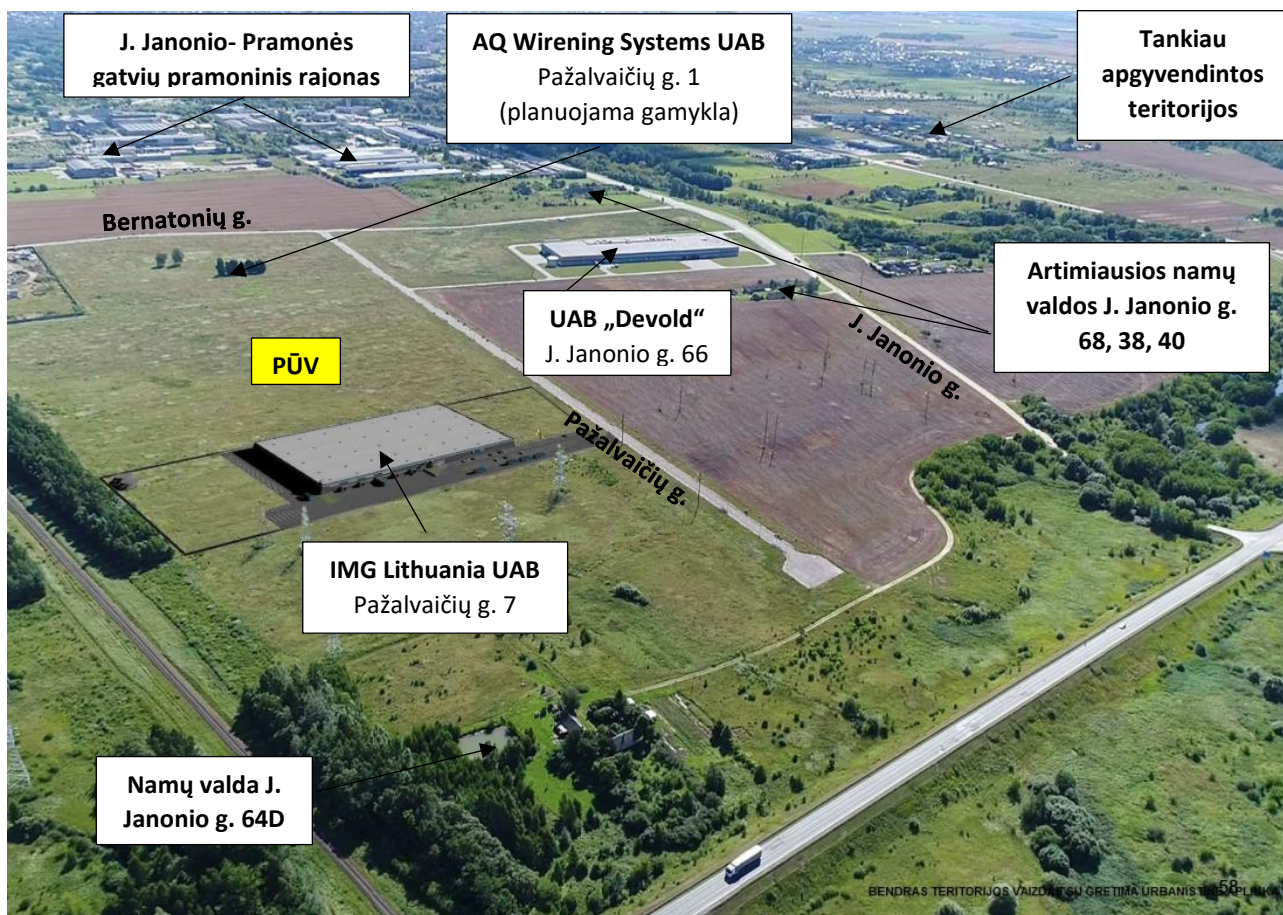 J. Janonio- Pramonės
gatvių pramoninis rajonas
AQ Wirening Systems UAB
Pažalvaičių g. 1
(planuojama gamykla)
Tankiau
apgyvendintos
teritorijos
Bernatonių g.
UAB „Devold“
J. Janonio g. 66
Artimiausios namų
valdos J. Janonio g.
68, 38, 40
J. Janonio g.
PŪV
Pažalvaičių g.
IMG Lithuania UAB
Pažalvaičių g. 7
Namų valda J.
Janonio g. 64D
BENDRAS TERITORIJOS VAIZDAS SU GRETIMA URBANISTINE APLINKA
58